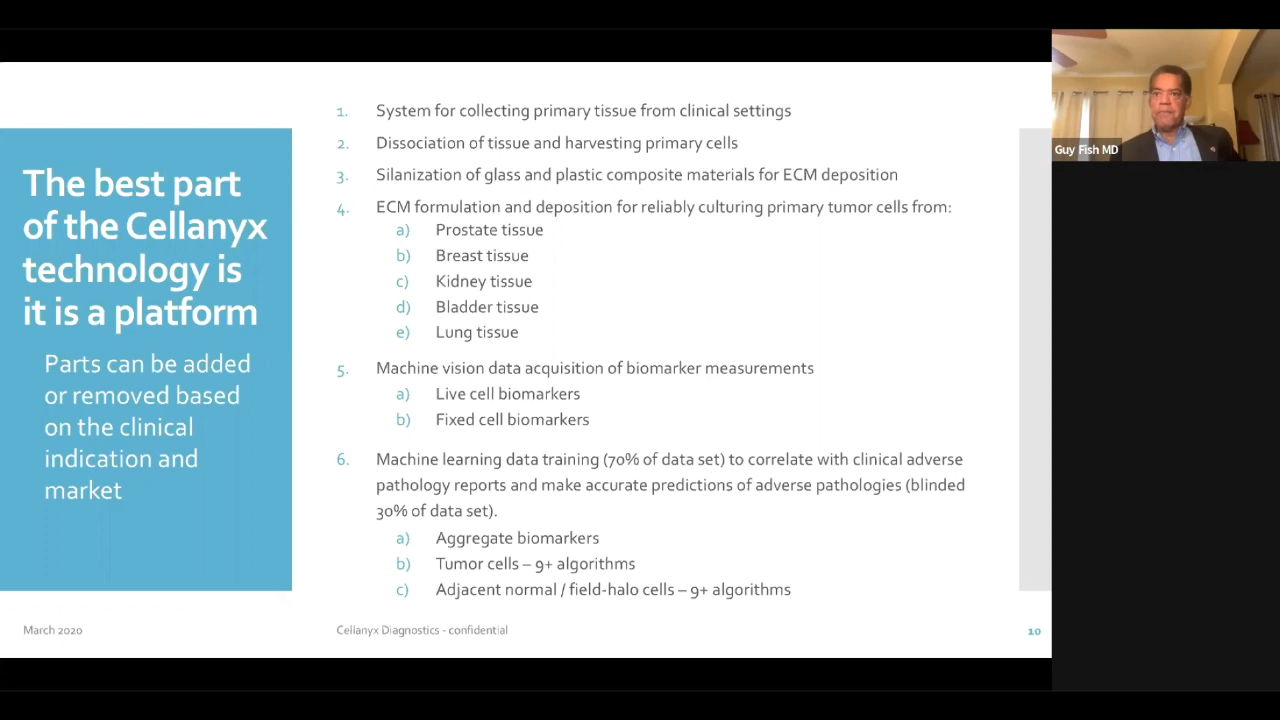 The best part
of the Cellanyx
technology is
it is a platform
Parts can be added
or removed based
on the clinical
indication and
market
1. System for collecting primary tissue from clinical settings
2. Dissociation of tissue and harvesting primary cells
3. Silanization of glass and plastic composite materials for ECM deposition
4. ECM formulation and deposition for reliably culturing primary tumor cells from:
a) Prostate tissue
b) Breast tissue
c) Kidney tissue
d) Bladder tissue
e) Lung tissue
5. Machine vision data acquisition of biomarker measurements
a) Live cell biomarkers
b) Fixed cell biomarkers
6. Machine learning data training (70% of data set) to correlate with clinical adverse
pathology reports and make accurate predictions of adverse pathologies (blinded
30% of data set).
a) Aggregate biomarkers
b) Tumor cells – 9+ algorithms
c) Adjacent normal / field-halo cells – 9+ algorithms
March 2020
Cellanyx Diagnostics - confidential
10
Guy Fish MD